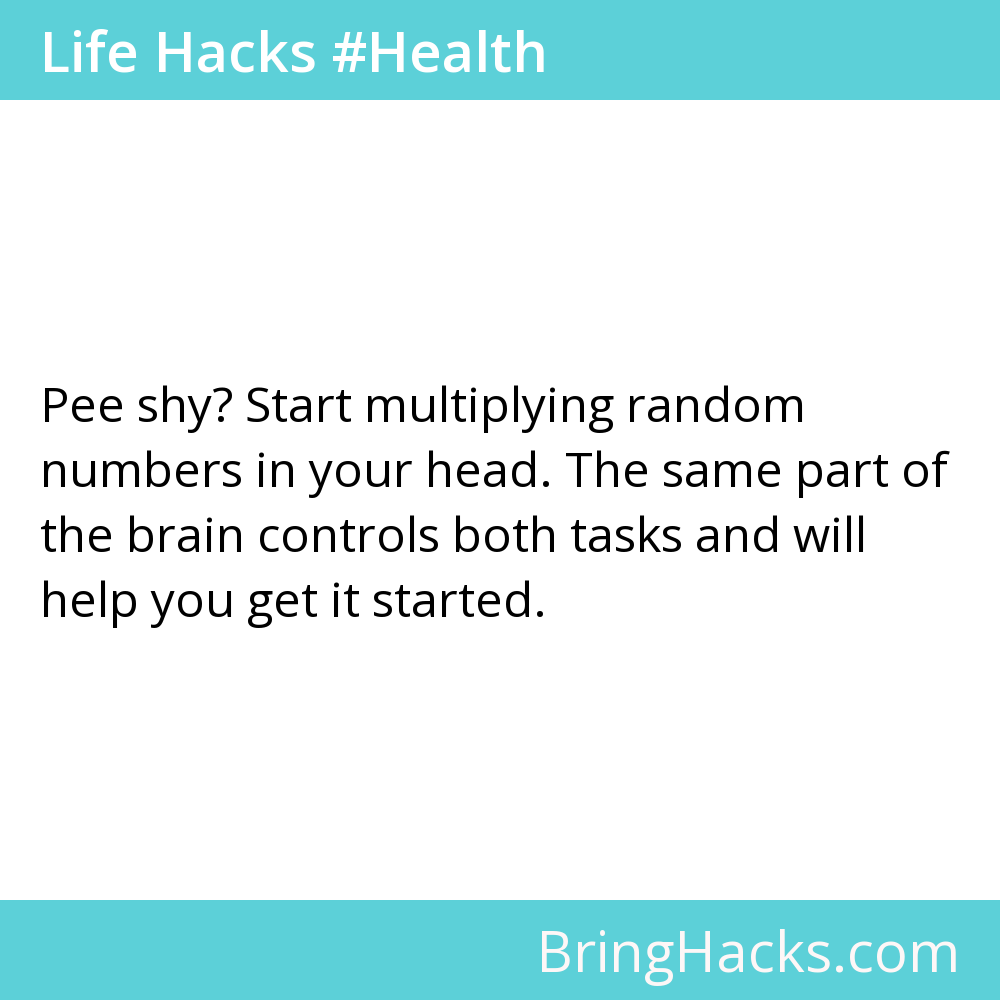 Life Hacks #Health
Pee shy? Start multiplying random
numbers in your head. The same part of
the brain controls both tasks and will
help you get it started.
BringHacks.com